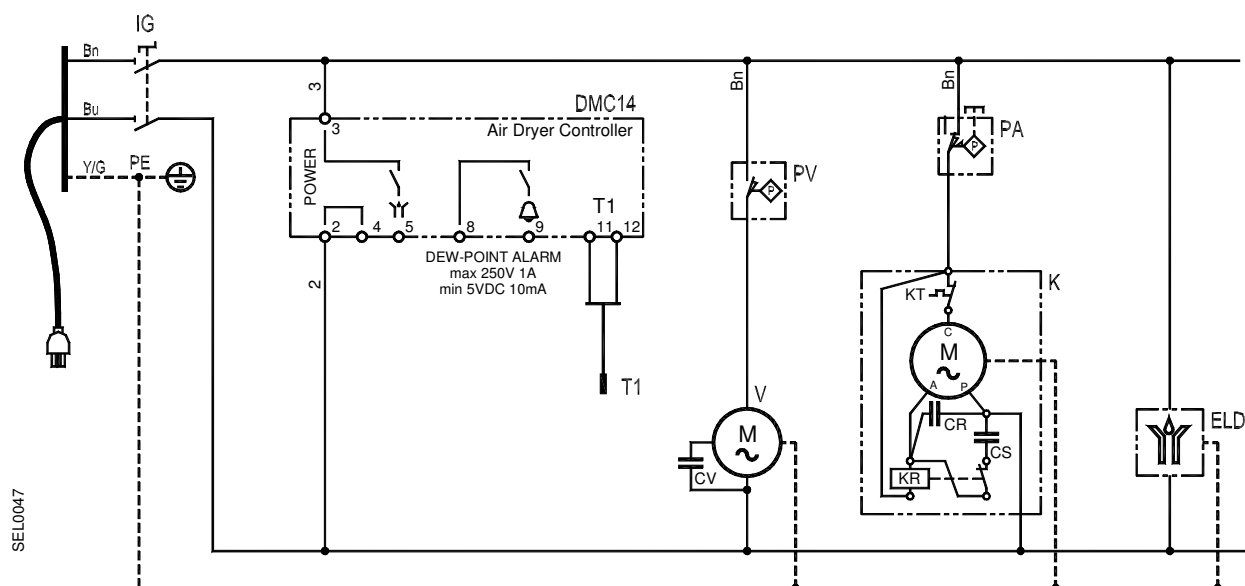 IG
Bn
Bu
Y/G
PE
3
DMC14
3
Air Dryer Controller
POWER
T1
2
4
5
8
9
11
12
DEW-POINT ALARM
max 250V 1A
min 5VDC 10mA
2
T1
Bn
PV
P
V
M
CV
Bn
PA
P
K
KT
C
M
A
P
CR
CS
KR
ELD
SEL0047